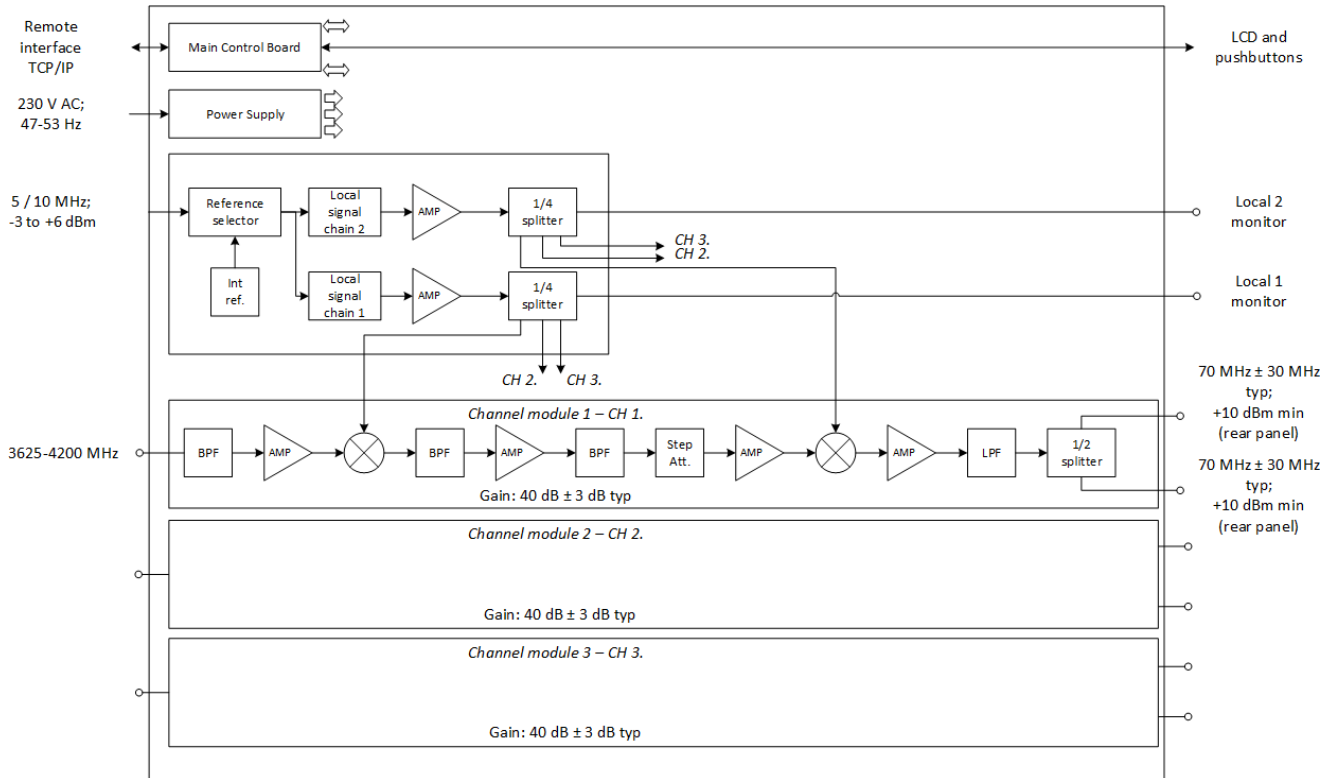 Remote
interface
TCP/IP
Main Control Board
LCD and
pushbuttons
230 V AC;
47-53 Hz
Power Supply
5 / 10 MHz;
-3 to +6 dBm
Reference
selector
Local
signal
chain 2
AMP
1/4
splitter
Local 2
monitor
CH 3.
CH 2.
Int
ref.
Local
signal
chain 1
AMP
1/4
splitter
Local 1
monitor
CH 2.
CH 3.
Channel module 1 – CH 1.
3625-4200 MHz
BPF
AMP
BPF
AMP
BPF
Step
Att.
AMP
AMP
LPF
1/2
splitter
Gain: 40 dB ± 3 dB typ
70 MHz ± 30 MHz
typ;
+10 dBm min
(rear panel)
70 MHz ± 30 MHz
typ;
+10 dBm min
(rear panel)
Channel module 2 – CH 2.
Gain: 40 dB ± 3 dB typ
Channel module 3 – CH 3.
Gain: 40 dB ± 3 dB typ